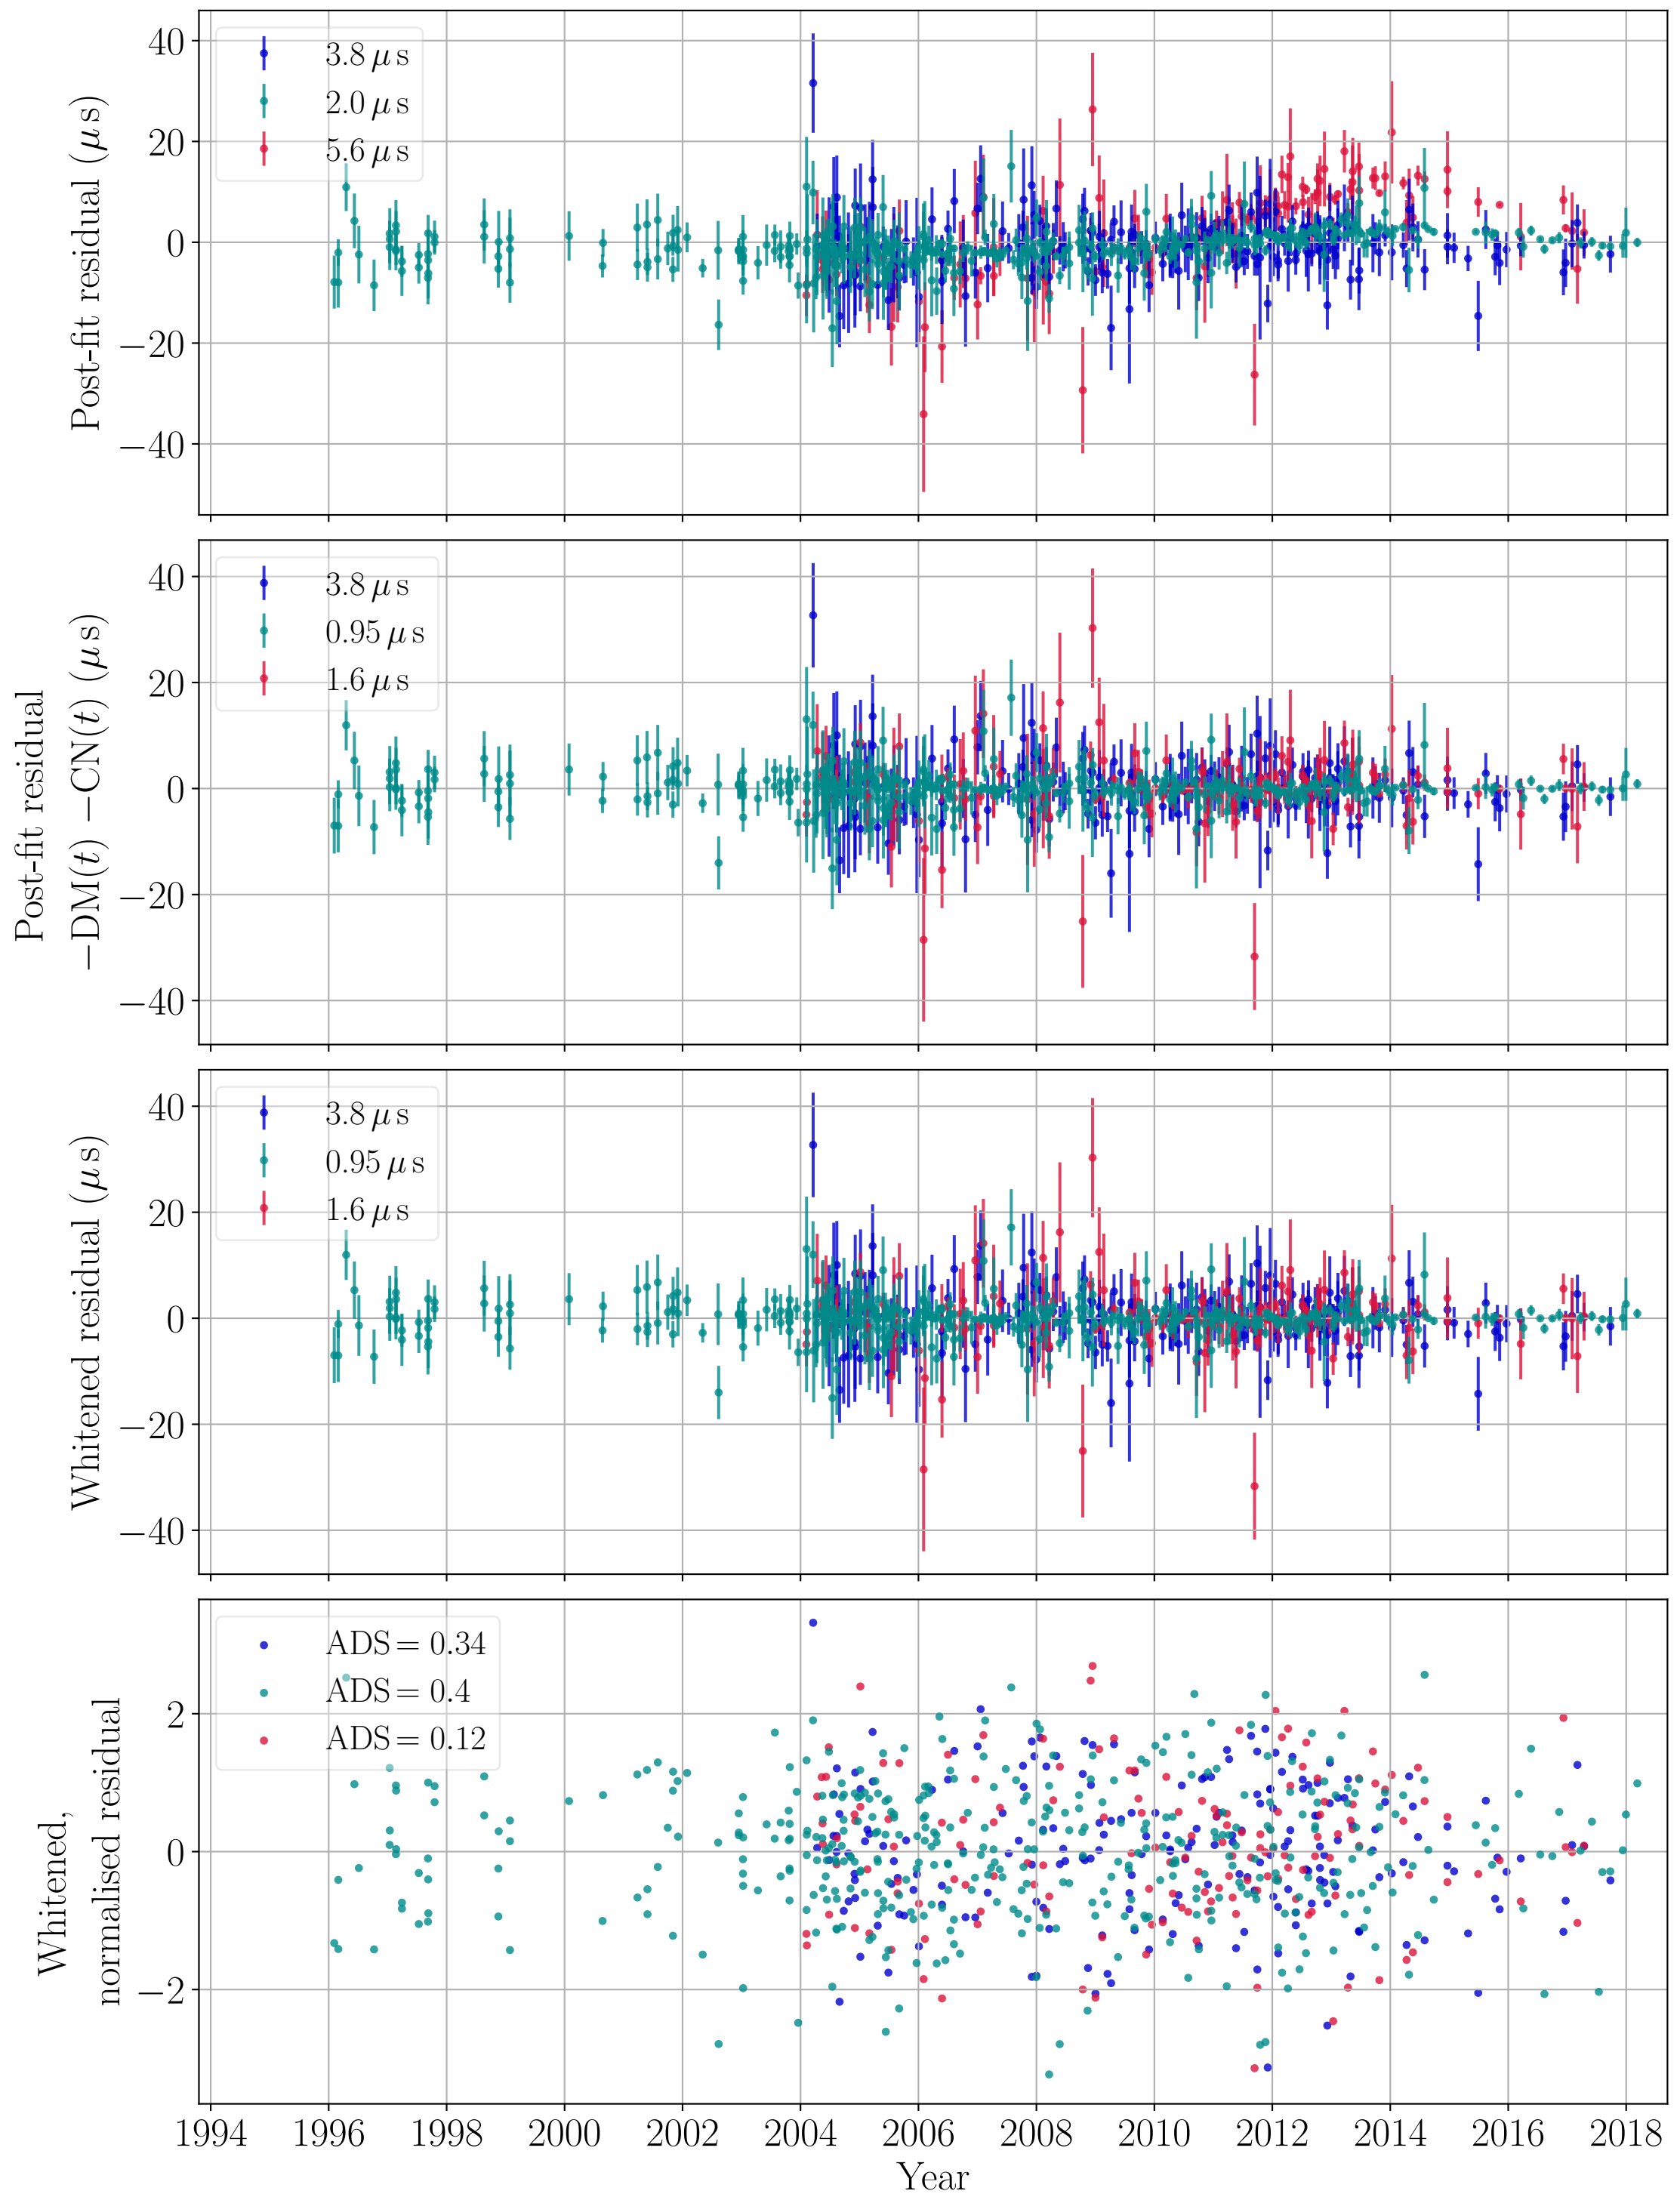 40
20
0
−20
−40
Post-fit residual (μs)
3.8 μs
2.0 μs
5.6 μs
40
20
0
−20
−40
Post-fit residual
−DM(t) −CN(t) (μs)
3.8 μs
0.95 μs
1.6 μs
40
20
0
−20
−40
Whitened residual (μs)
3.8 μs
0.95 μs
1.6 μs
2
0
−2
Whitened,
normalised residual
ADS = 0.34
ADS = 0.4
ADS = 0.12
1994 1996 1998 2000 2002 2004 2006 2008 2010 2012 2014 2016 2018
Year